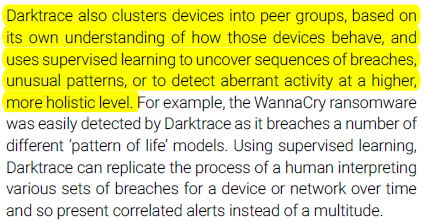 Darktrace also clusters devices into peer groups, based on
its own understanding of how those devices behave, and
uses supervised learning to uncover sequences of breaches,
unusual patterns, or to detect aberrant activity at a higher,
more holistic level. For example, the WannaCry ransomware
was easily detected by Darktrace as it breaches a number of
different ‘pattern of life’ models. Using supervised learning,
Darktrace can replicate the process of a human interpreting
various sets of breaches for a device or network over time
and so present correlated alerts instead of a multitude.